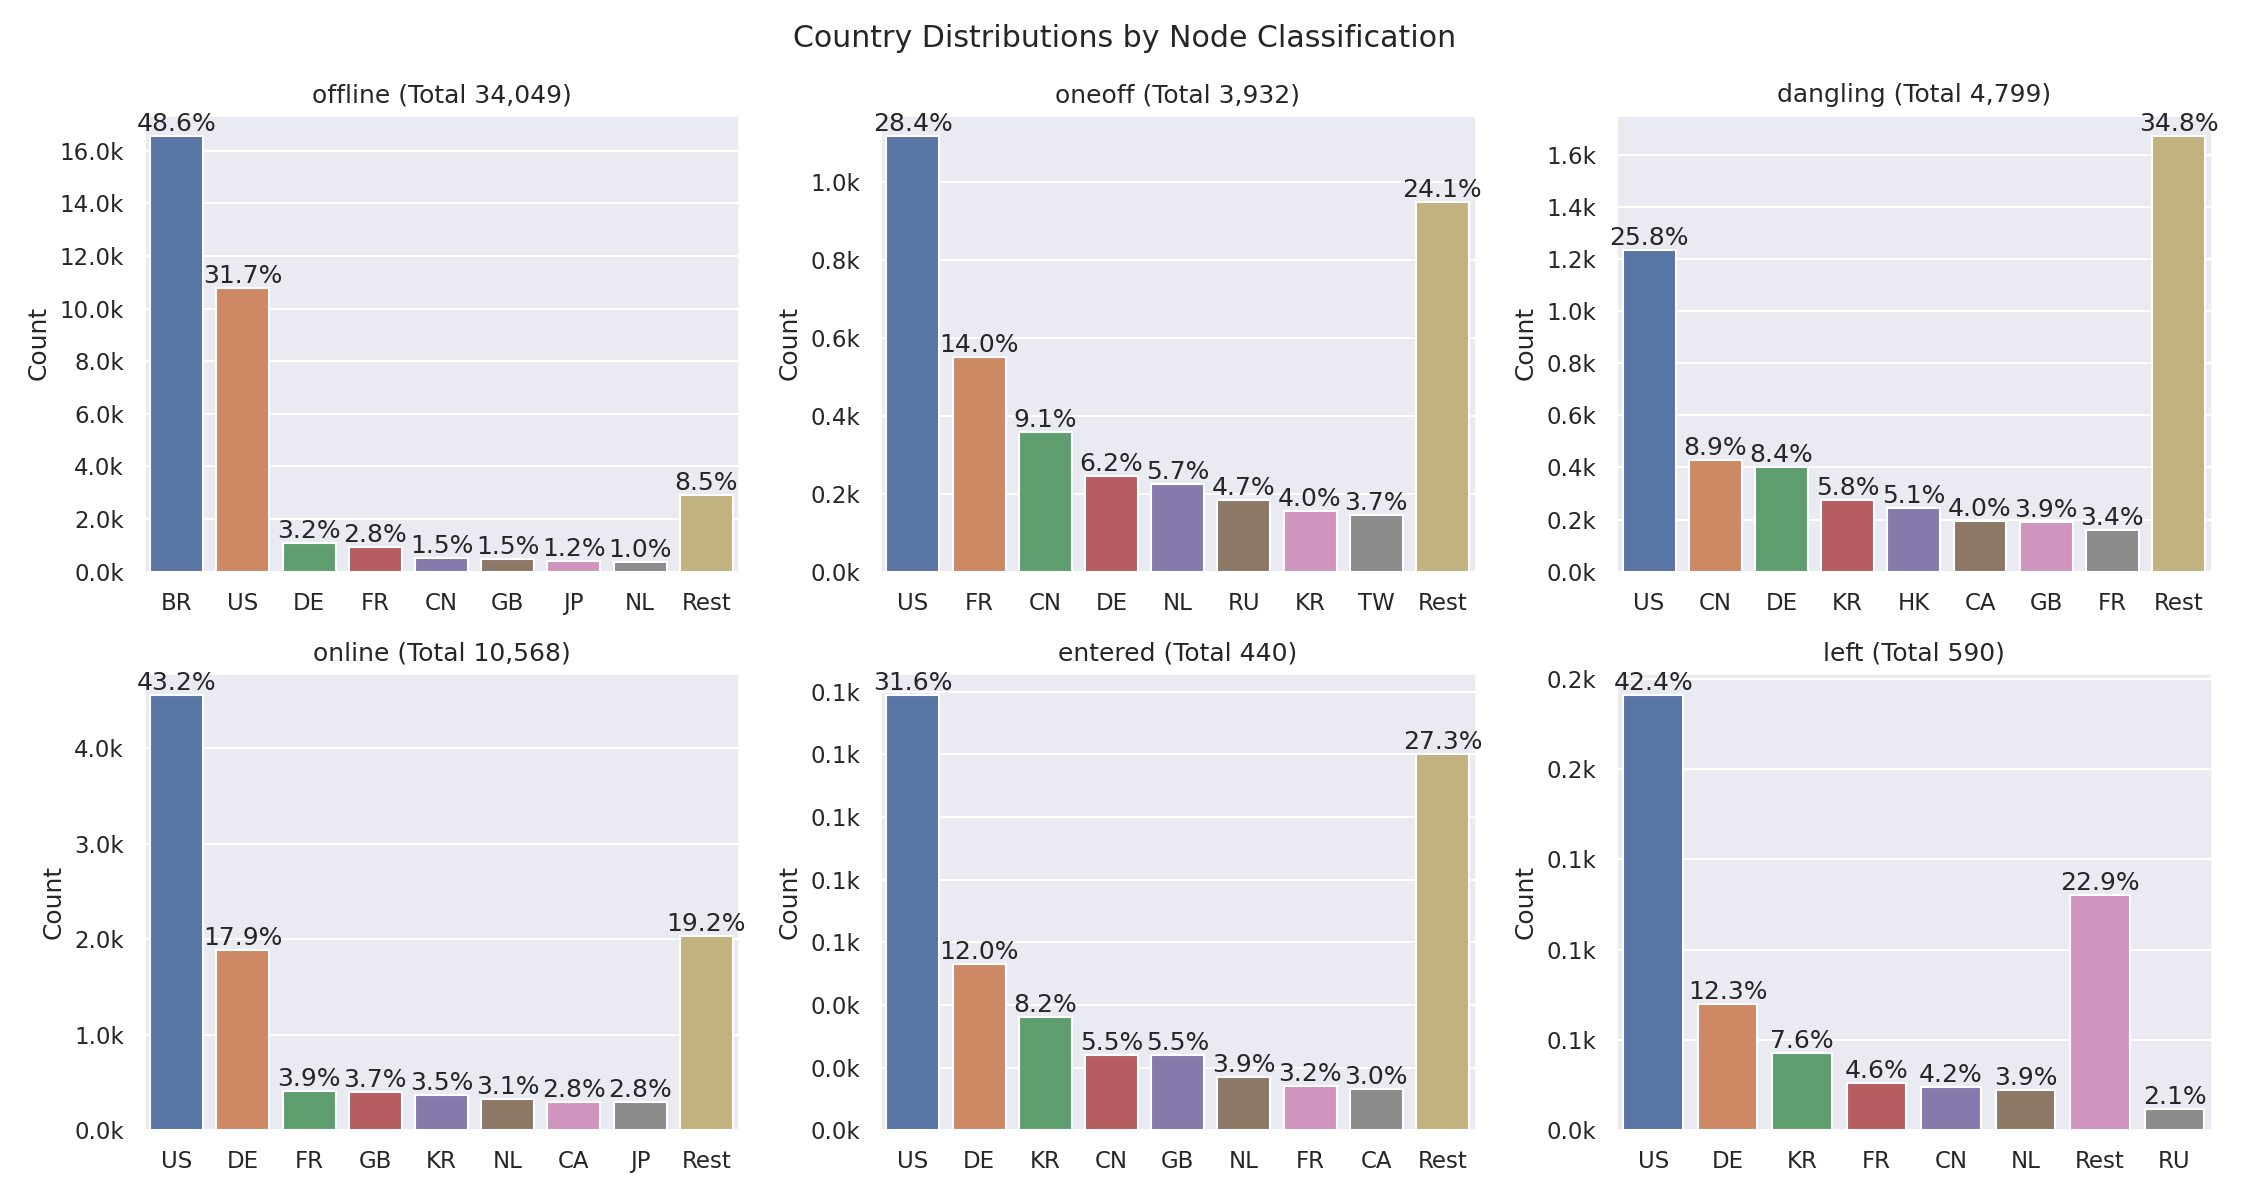 Country Distributions by Node Classification
offline (Total 34,049)
Count
16.0k
14.0k
12.0k
10.0k
8.0k
6.0k
4.0k
2.0k
0.0k
48.6%
31.7%
3.2%
2.8%
1.5%
1.5%
1.2%
1.0%
8.5%
BR US DE FR CN GB JP NL Rest
oneoff (Total 3,932)
Count
1.0k
0.8k
0.6k
0.4k
0.2k
0.0k
28.4%
14.0%
9.1%
6.2%
5.7%
4.7%
4.0%
3.7%
24.1%
US FR CN DE NL RU KR TW Rest
dangling (Total 4,799)
Count
1.6k
1.4k
1.2k
1.0k
0.8k
0.6k
0.4k
0.2k
0.0k
25.8%
8.9%
8.4%
5.8%
5.1%
4.0%
3.9%
3.4%
34.8%
US CN DE KR HK CA GB FR Rest
online (Total 10,568)
Count
4.0k
3.0k
2.0k
1.0k
0.0k
43.2%
17.9%
3.9%
3.7%
3.5%
3.1%
2.8%
2.8%
19.2%
US DE FR GB KR NL CA JP Rest
entered (Total 440)
Count
0.1k
0.1k
0.1k
0.1k
0.1k
0.0k
0.0k
0.0k
31.6%
12.0%
8.2%
5.5%
5.5%
3.9%
3.2%
3.0%
27.3%
US DE KR CN GB NL FR CA Rest
left (Total 590)
Count
0.2k
0.2k
0.1k
0.1k
0.1k
0.0k
42.4%
12.3%
7.6%
4.6%
4.2%
3.9%
22.9%
2.1%
US DE KR FR CN NL Rest RU